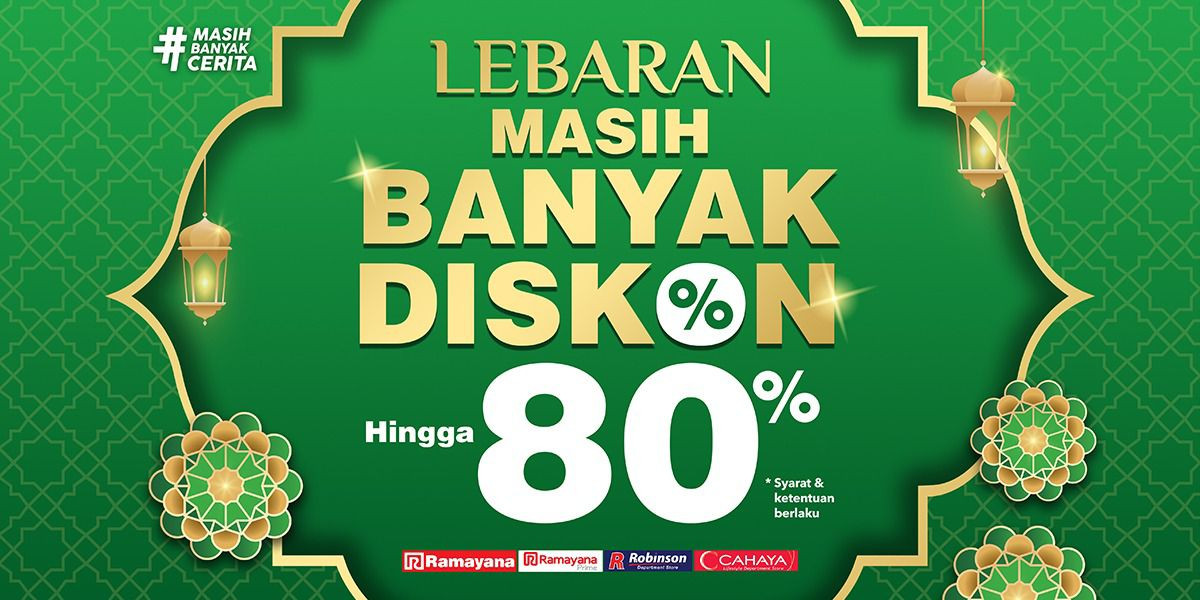 #MASIH
BANYAK
CERITA
LEBARAN
MASIH
BANYAK
DISK%N
Hingga 80%
* Syarat &
ketentuan
berlaku
Ramayana
Ramayana
Prime
Robinson
Department Store
CAHAYA
Lifestyle Department Store